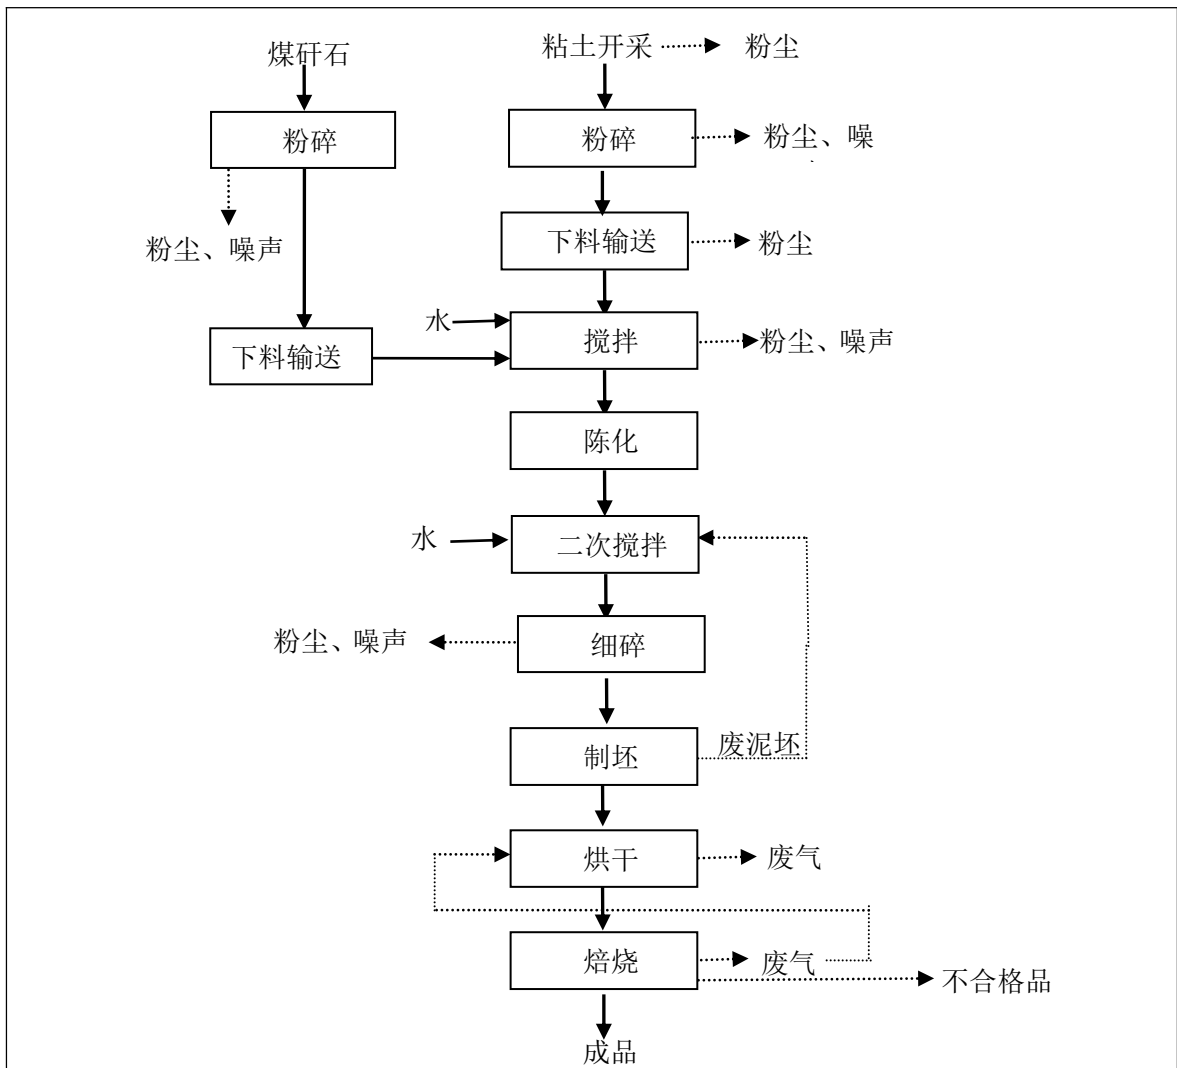 煤矸石
粘土开采
粉尘
粉碎
粉碎
粉尘、噪
粉尘、噪声
下料输送
粉尘
水
搅拌
粉尘、噪声
下料输送
陈化
水
二次搅拌
粉尘、噪声
细碎
制坯
废泥坯
烘干
废气
焙烧
废气
不合格品
成品